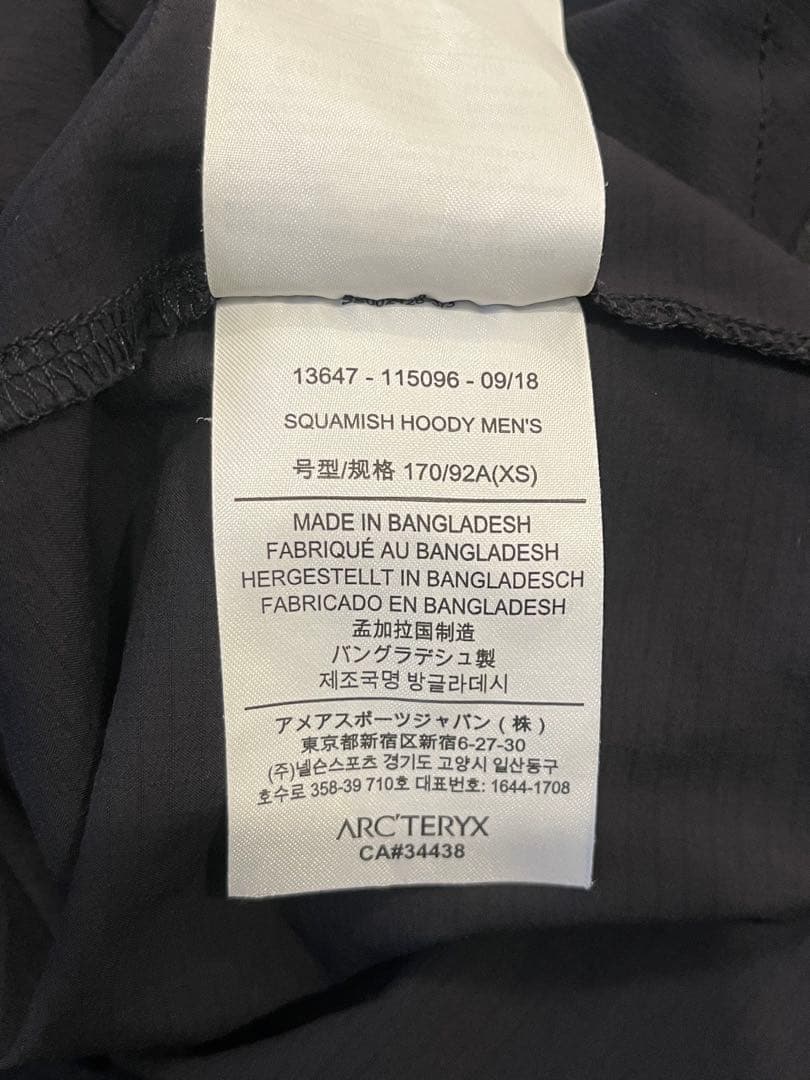 13647 - 115096 - 09/18
SQUAMISH HOODY MEN'S
号型/规格 170/92A(XS)
MADE IN BANGLADESH
FABRIQUÉ AU BANGLADESH
HERGESTELLT IN BANGLADESCH
FABRICADO EN BANGLADESH
孟加拉国制造
バングラデシュ製
제조국명 방글라데시
アメアスポーツジャパン(株)
東京都新宿区新宿6-27-30
(주)넬슨스포츠 경기도 고양시 일산동구
호수로 358-39 710호 대표번호: 1644-1708
ARC'TERYX
CA#34438